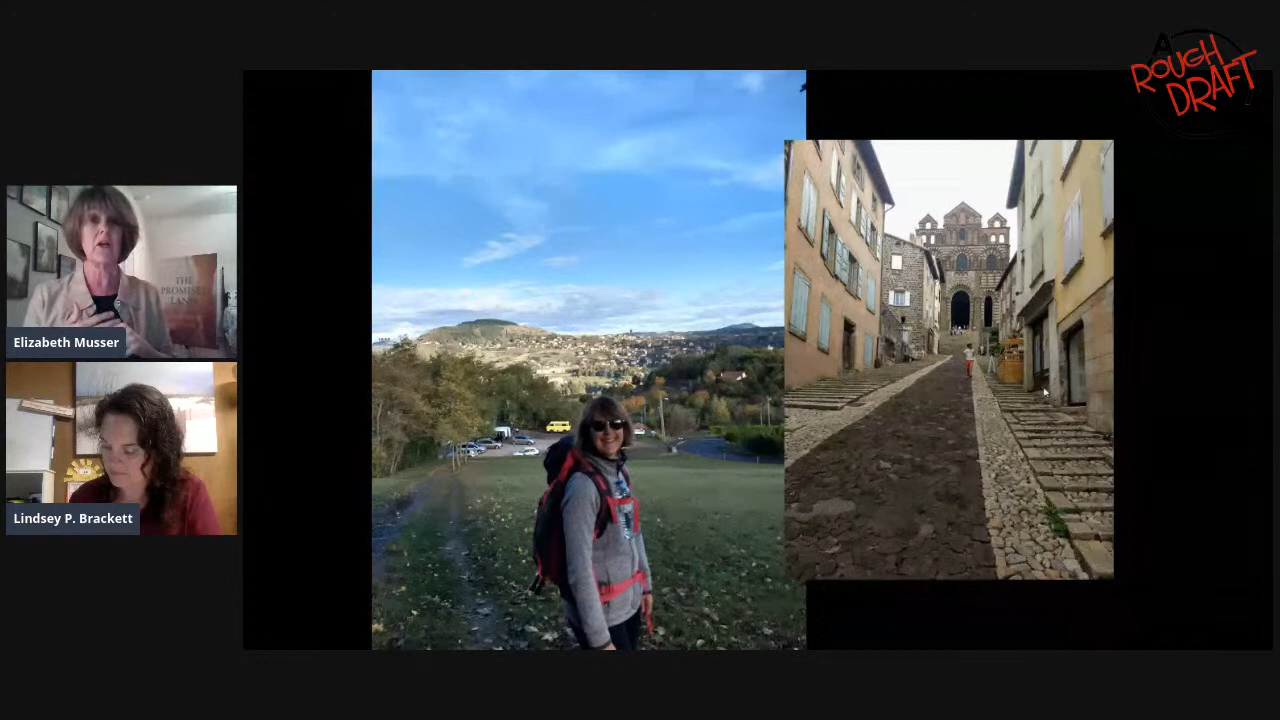 A
ROUGH
DRAFT
THE
PROMISED
LAND
Elizabeth Musser
Lindsey P. Brackett